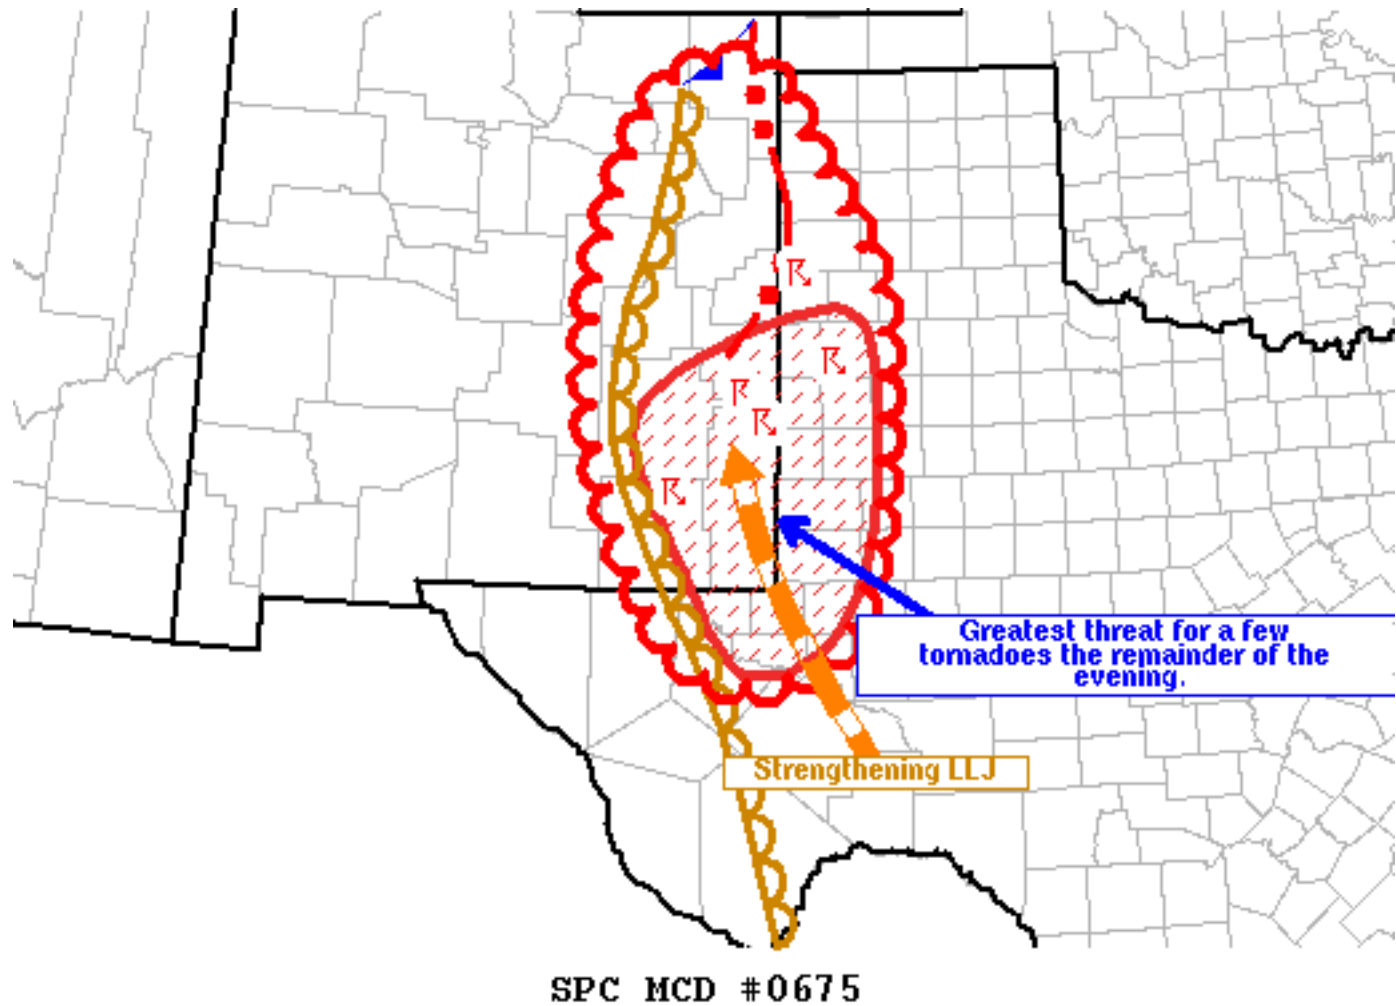 Greatest threat for a few
tornadoes the remainder of the
evening.
Strengthening LLJ
SPC MCD #0675